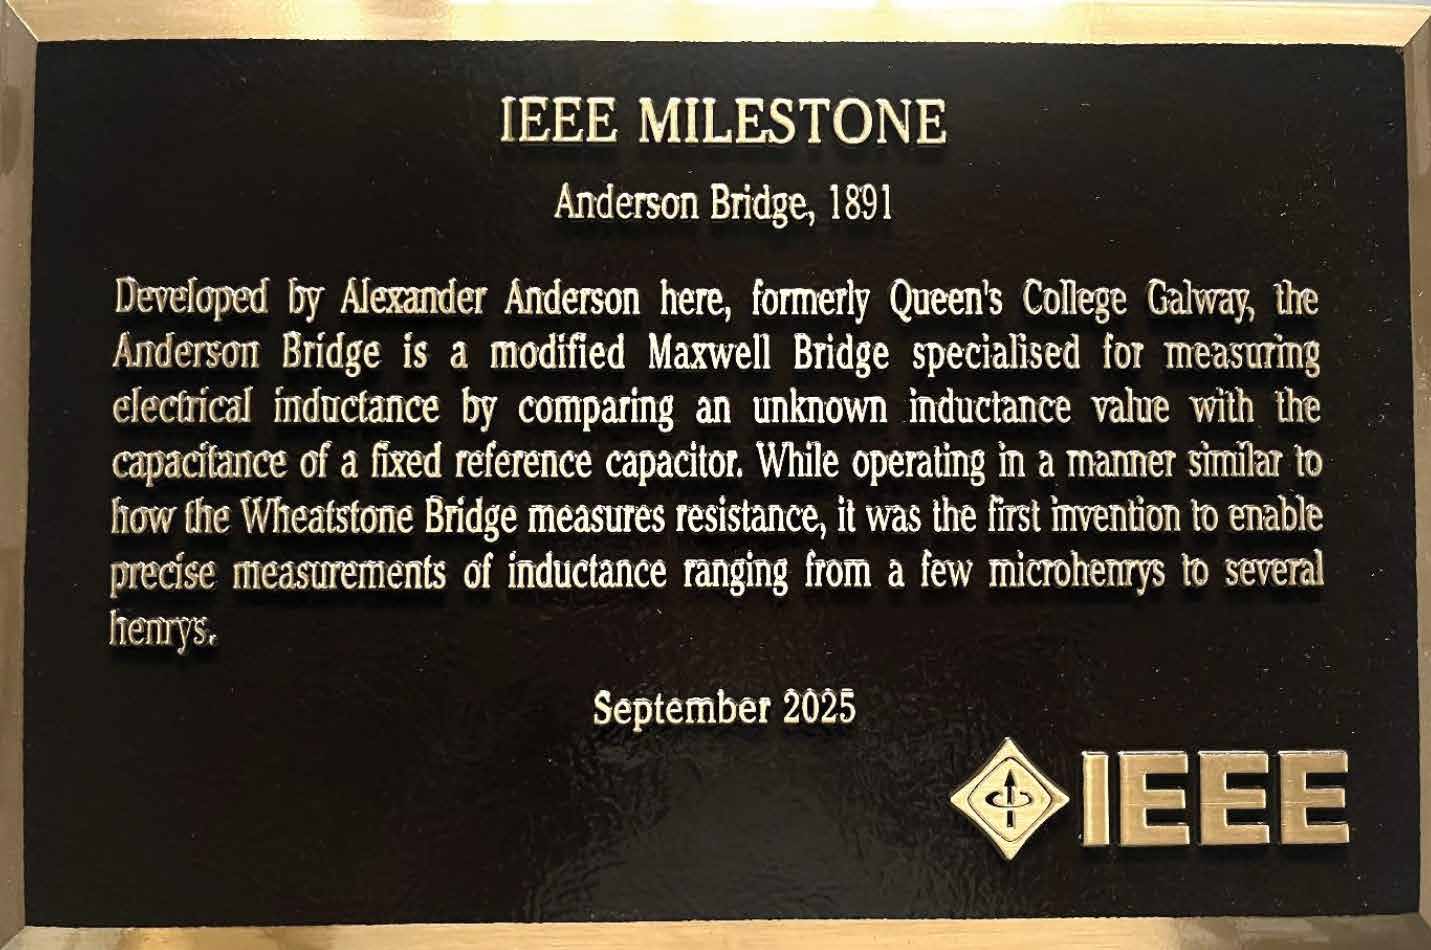 IEEE MILESTONE
Anderson Bridge, 1891
Developed by Alexander Anderson here, formerly Queen's College Galway, the
Anderson Bridge is a modified Maxwell Bridge specialised for measuring
electrical inductance by comparing an unknown inductance value with the
capacitance of a fixed reference capacitor. While operating in a manner similar to
how the Wheatstone Bridge measures resistance, it was the first invention to enable
precise measurements of inductance ranging from a few microhenrys to several
henrys.
September 2025
IEEE